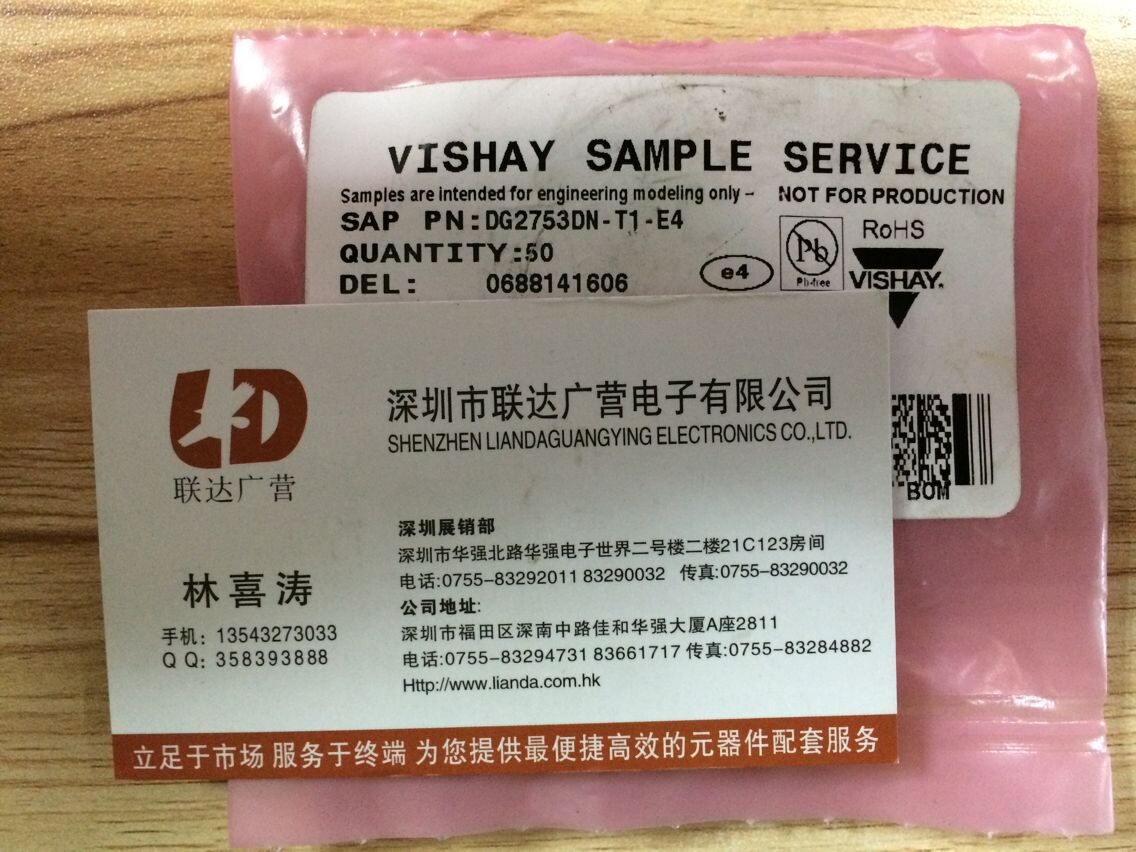 VISHAY SAMPLE SERVICE
Samples are intended for engineering modeling only – NOT FOR PRODUCTION
SAP PN:DG2753DN-T1-E4
QUANTITY:50
DEL: 0688141606
e4
Pb
Pb-free
RoHS
VISHAY.
BOM
LD
联达广营
深圳市联达广营电子有限公司
SHENZHEN LIANDAGUANGYING ELECTRONICS CO.,LTD.
林喜涛
手机: 13543273033
QQ: 358393888
深圳展销部
深圳市华强北路华强电子世界二号楼二楼21C123房间
电话:0755-83292011 83290032 传真:0755-83290032
公司地址:
深圳市福田区深南中路佳和华强大厦A座2811
电话:0755-83294731 83661717 传真:0755-83284882
Http://www.lianda.com.hk
立足于市场 服务于终端 为您提供最便捷高效的元器件配套服务